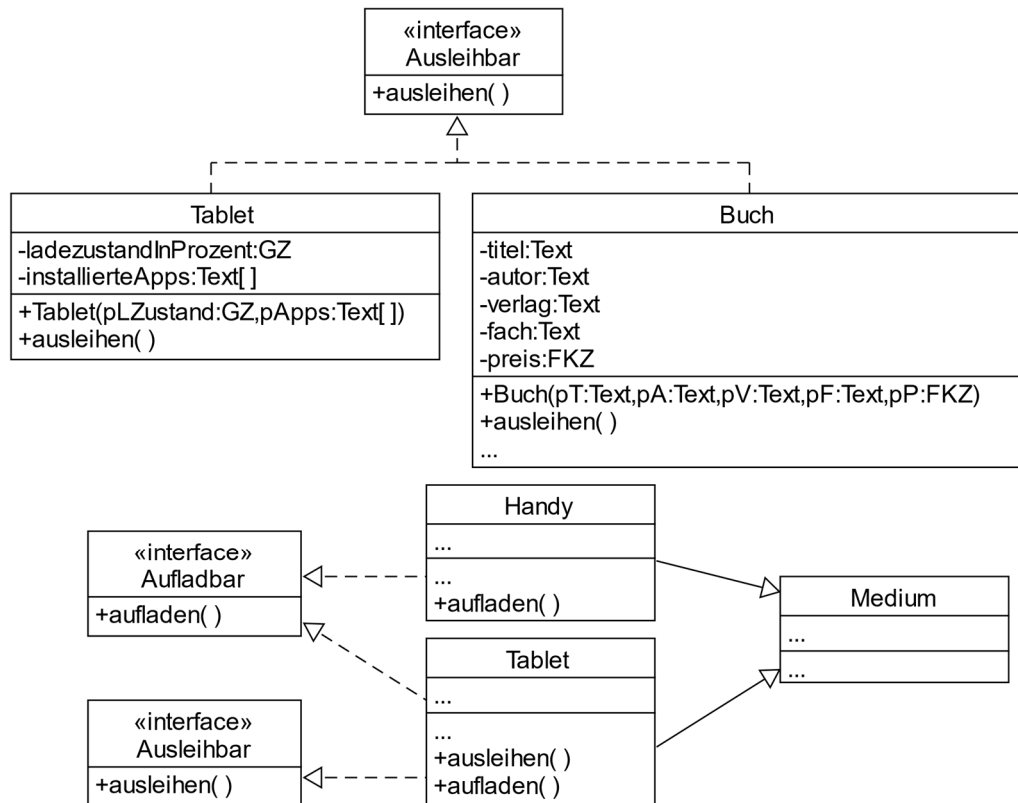 «interface»
Ausleihbar
+ausleihen( )
Tablet
-ladezustandInProzent:GZ
-installierteApps:Text[ ]
+Tablet(pLZustand:GZ,pApps:Text[ ])
+ausleihen( )
Buch
-titel:Text
-autor:Text
-verlag:Text
-fach:Text
-preis:FKZ
+Buch(pT:Text,pA:Text,pV:Text,pF:Text,pP:FKZ)
+ausleihen( )
...
«interface»
Aufladbar
+aufladen( )
Handy
...
...
+aufladen( )
Medium
...
...
«interface»
Ausleihbar
+ausleihen( )
Tablet
...
...
+ausleihen( )
+aufladen( )